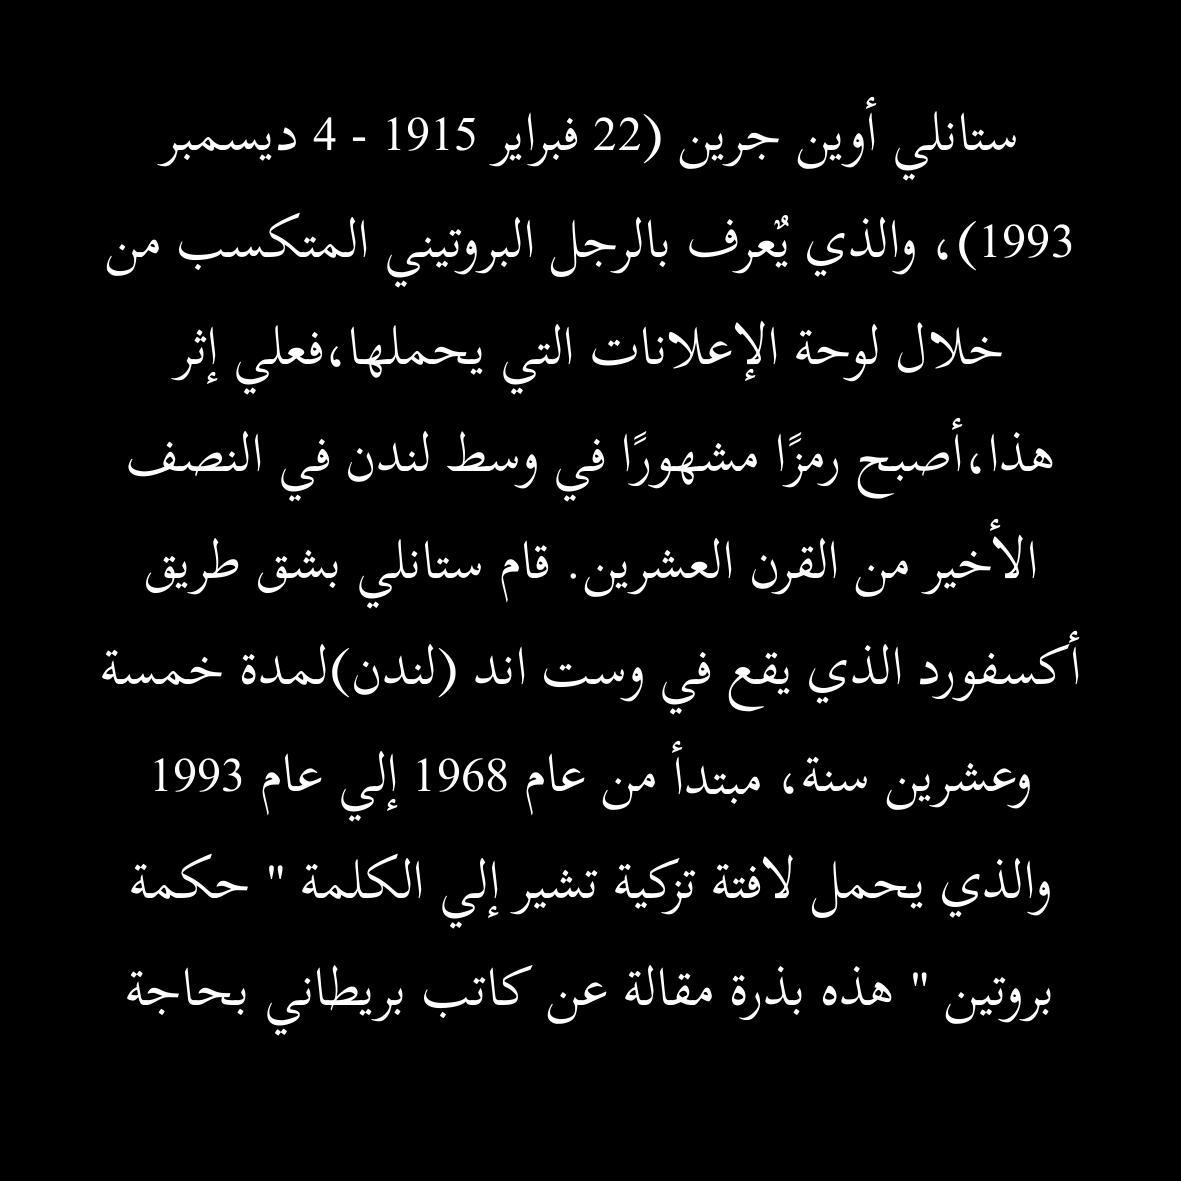 ستانلي أوين جرين (22 فبراير 1915 - 4 ديسمبر
1993)، والذي يٌعرف بالرجل البروتيني المتكسب من
خلال لوحة الإعلانات التي يحملها،فعلي إثر
هذا،أصبح رمزًا مشهورًا في وسط لندن في النصف
الأخير من القرن العشرين. قام ستانلي بشق طريق
أكسفورد الذي يقع في وست اند (لندن)لمدة خمسة
وعشرين سنة، مبتدأ من عام 1968 إلي عام 1993
والذي يحمل لافتة تزكية تشير إلي الكلمة " حكمة
بروتين " هذه بذرة مقالة عن كاتب بريطاني بحاجة